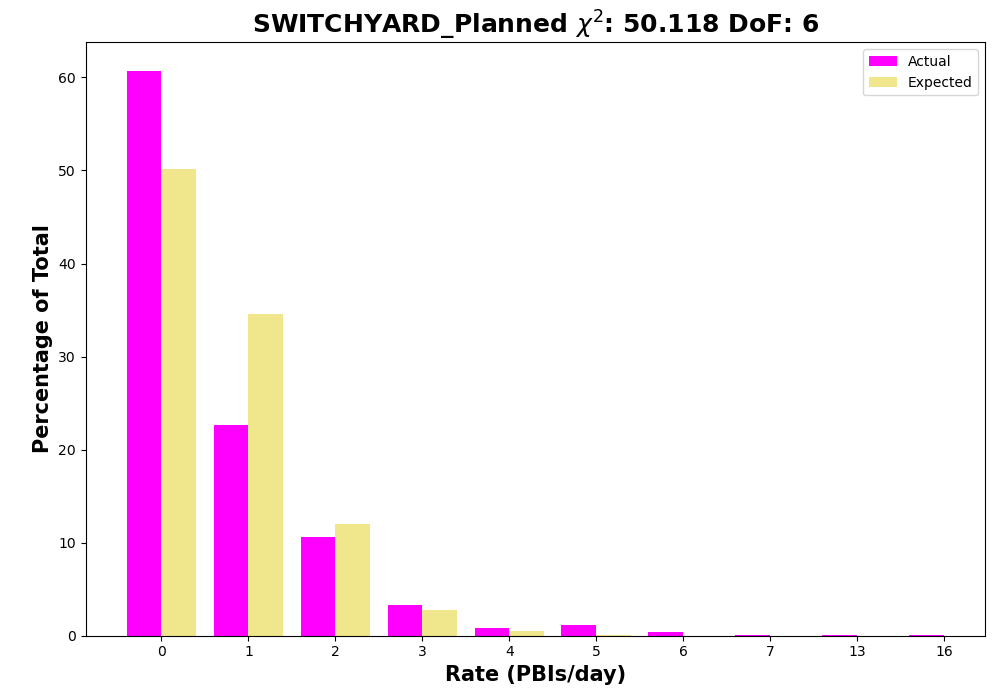 SWITCHYARD_Planned χ²: 50.118 DoF: 6
Actual
Expected
Percentage of Total
60
50
40
30
20
10
0
0 1 2 3 4 5 6 7 13 16
Rate (PBIs/day)